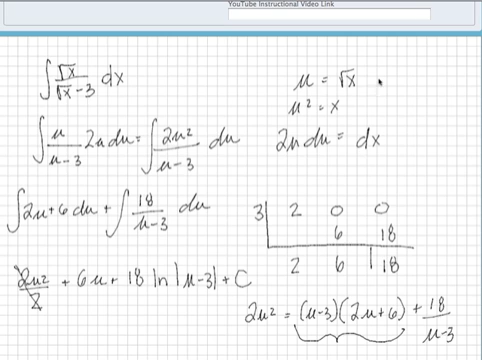 YouTube Instructional Video Link
∫ √x / (√x - 3) dx
u = √x
u² = x
2u du = dx
∫ u / (u-3) 2u du = ∫ 2u² / (u-3) du
∫ 2u + 6 du + ∫ 18 / (u-3) du
3| 2 0 0
6 18
2 6 | 18
2u² / 2 + 6u + 18 ln |u-3| + C
2u² = (u-3)(2u+6) + 18 / (u-3)